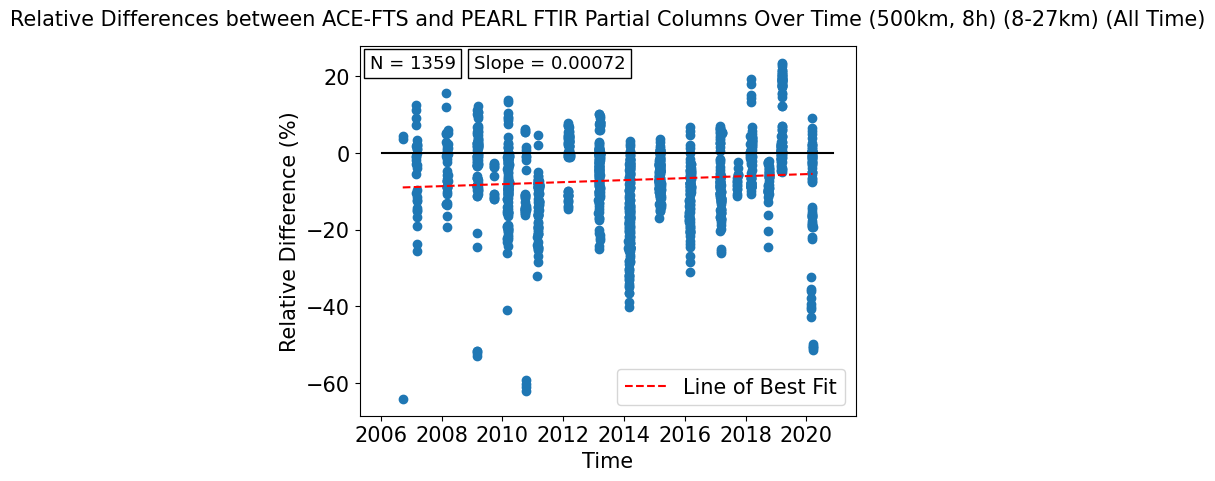 Relative Differences between ACE-FTS and PEARL FTIR Partial Columns Over Time (500km, 8h) (8-27km) (All Time)
N = 1359 Slope = 0.00072
20
0
−20
−40
−60
Relative Difference (%)
Line of Best Fit
2006 2008 2010 2012 2014 2016 2018 2020
Time